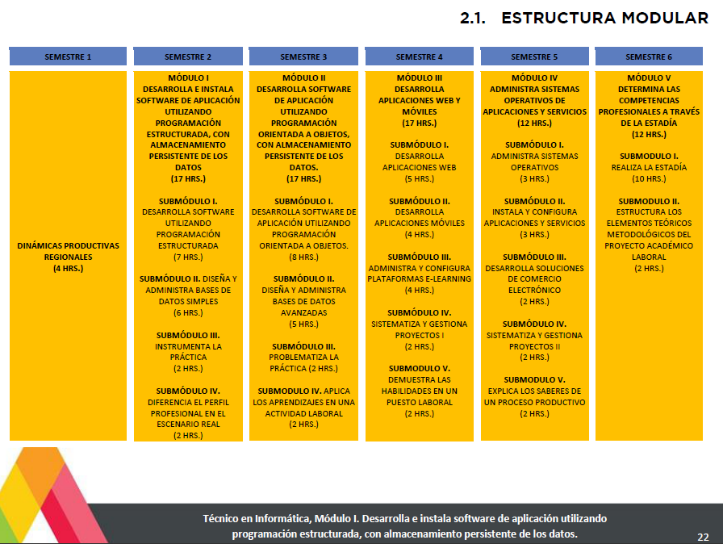 2.1. ESTRUCTURA MODULAR
SEMESTRE 1
DINÁMICAS PRODUCTIVAS
REGIONALES
(4 HRS.)
SEMESTRE 2
MÓDULO I
DESARROLLA E INSTALA
SOFTWARE DE APLICACIÓN
UTILIZANDO
PROGRAMACIÓN
ESTRUCTURADA, CON
ALMACENAMIENTO
PERSISTENTE DE LOS
DATOS
(17 HRS.)
SUBMÓDULO I.
DESARROLLA SOFTWARE
UTILIZANDO
PROGRAMACIÓN
ESTRUCTURADA
(7 HRS.)
SUBMÓDULO II. DISEÑA Y
ADMINISTRA BASES DE
DATOS SIMPLES
(6 HRS.)
SUBMÓDULO III.
INSTRUMENTA LA
PRÁCTICA
(2 HRS.)
SUBMÓDULO IV.
DIFERENCIA EL PERFIL
PROFESIONAL EN EL
ESCENARIO REAL
(2 HRS.)
SEMESTRE 3
MÓDULO II
DESARROLLA SOFTWARE
DE APLICACIÓN
UTILIZANDO
PROGRAMACIÓN
ORIENTADA A OBJETOS,
CON ALMACENAMIENTO
PERSISTENTE DE LOS
DATOS.
(17 HRS.)
SUBMÓDULO I.
DESARROLLA SOFTWARE DE
APLICACIÓN UTILIZANDO
PROGRAMACIÓN
ORIENTADA A OBJETOS.
(8 HRS.)
SUBMÓDULO II.
DISEÑA Y ADMINISTRA
BASES DE DATOS
AVANZADAS
(5 HRS.)
SUBMÓDULO III.
PROBLEMATIZA LA
PRÁCTICA (2 HRS.)
SUBMODULO IV. APLICA
LOS APRENDIZAJES EN UNA
ACTIVIDAD LABORAL
(2 HRS.)
SEMESTRE 4
MÓDULO III
DESARROLLA
APLICACIONES WEB Y
MÓVILES
(17 HRS.)
SUBMÓDULO I.
DESARROLLA
APLICACIONES WEB
(5 HRS.)
SUBMÓDULO II.
DESARROLLA
APLICACIONES MÓVILES
(4 HRS.)
SUBMÓDULO III.
ADMINISTRA Y CONFIGURA
PLATAFORMAS E-LEARNING
(4 HRS.)
SUBMÓDULO IV.
SISTEMATIZA Y GESTIONA
PROYECTOS I
(2 HRS.)
SUBMODULO V.
DEMUESTRA LAS
HABILIDADES EN UN
PUESTO LABORAL
(2 HRS.)
SEMESTRE 5
MÓDULO IV
ADMINISTRA SISTEMAS
OPERATIVOS DE
APLICACIONES Y SERVICIOS
(12 HRS.)
SUBMÓDULO I.
ADMINISTRA SISTEMAS
OPERATIVOS
(3 HRS.)
SUBMÓDULO II.
INSTALA Y CONFIGURA
APLICACIONES Y SERVICIOS
(3 HRS.)
SUBMÓDULO III.
DESARROLLA SOLUCIONES
DE COMERCIO
ELECTRÓNICO
(2 HRS.)
SUBMÓDULO IV.
SISTEMATIZA Y GESTIONA
PROYECTOS II
(2 HRS.)
SUBMODULO V.
EXPLICA LOS SABERES DE
UN PROCESO PRODUCTIVO
(2 HRS.)
SEMESTRE 6
MÓDULO V
DETERMINA LAS
COMPETENCIAS
PROFESIONALES A TRAVÉS
DE LA ESTADÍA
(12 HRS.)
SUBMODULO I.
REALIZA LA ESTADÍA
(10 HRS.)
SUBMODULO II.
ESTRUCTURA LOS
ELEMENTOS TEÓRICOS
METODOLÓGICOS DEL
PROYECTO ACADÉMICO
LABORAL
(2 HRS.)
Técnico en Informática, Módulo I. Desarrolla e instala software de aplicación utilizando
programación estructurada, con almacenamiento persistente de los datos.
22